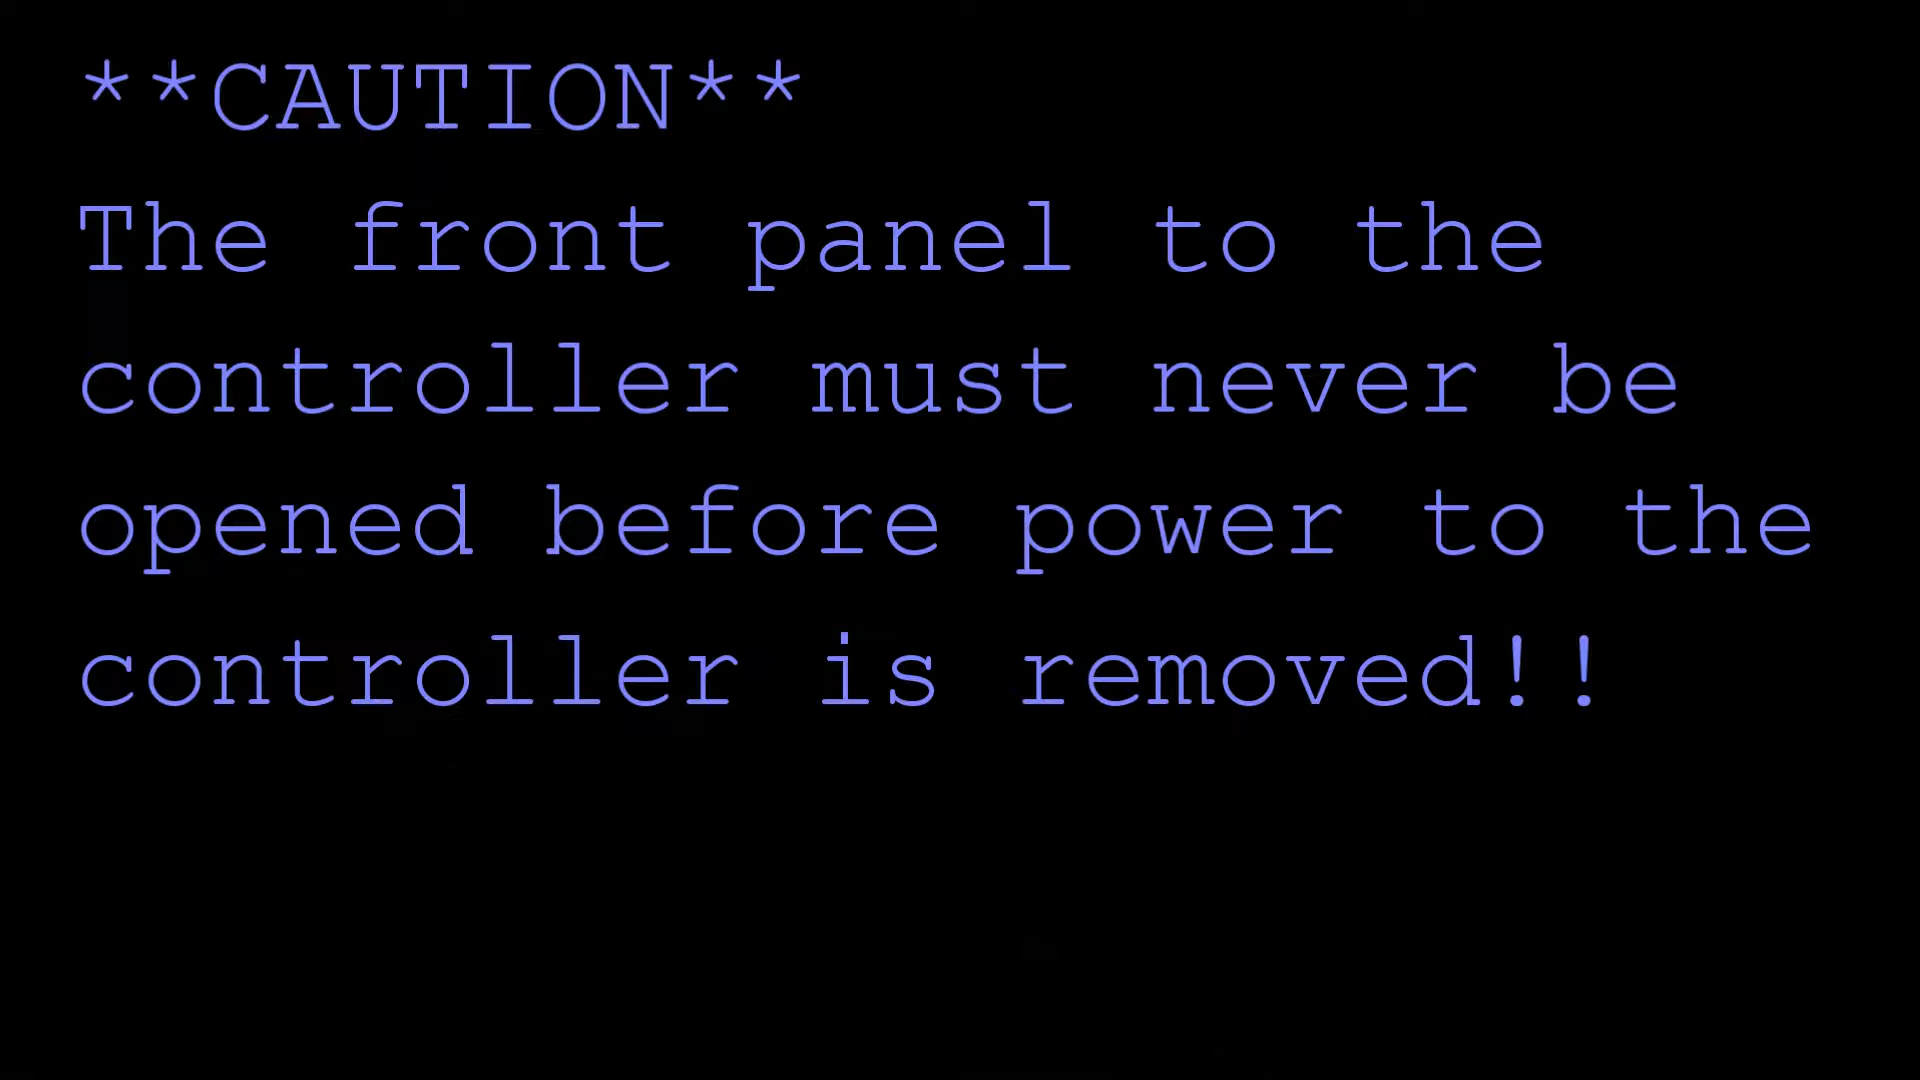 **CAUTION**
The front panel to the
controller must never be
opened before power to the
controller is removed!!